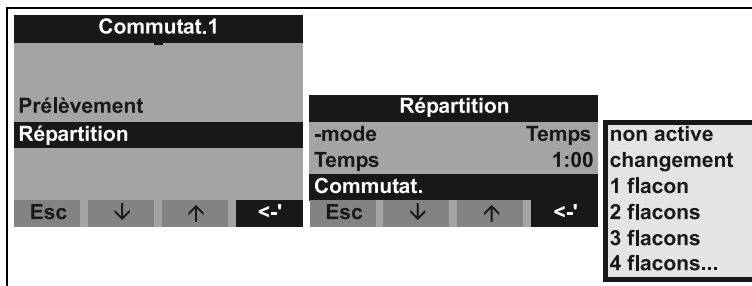 Commutat.1
Prélèvement
Répartition
Esc ↓ ↑ <-'
Répartition
-mode Temps
Temps 1:00
Commutat.
Esc ↓ ↑ <-'
non active
changement
1 flacon
2 flacons
3 flacons
4 flacons...